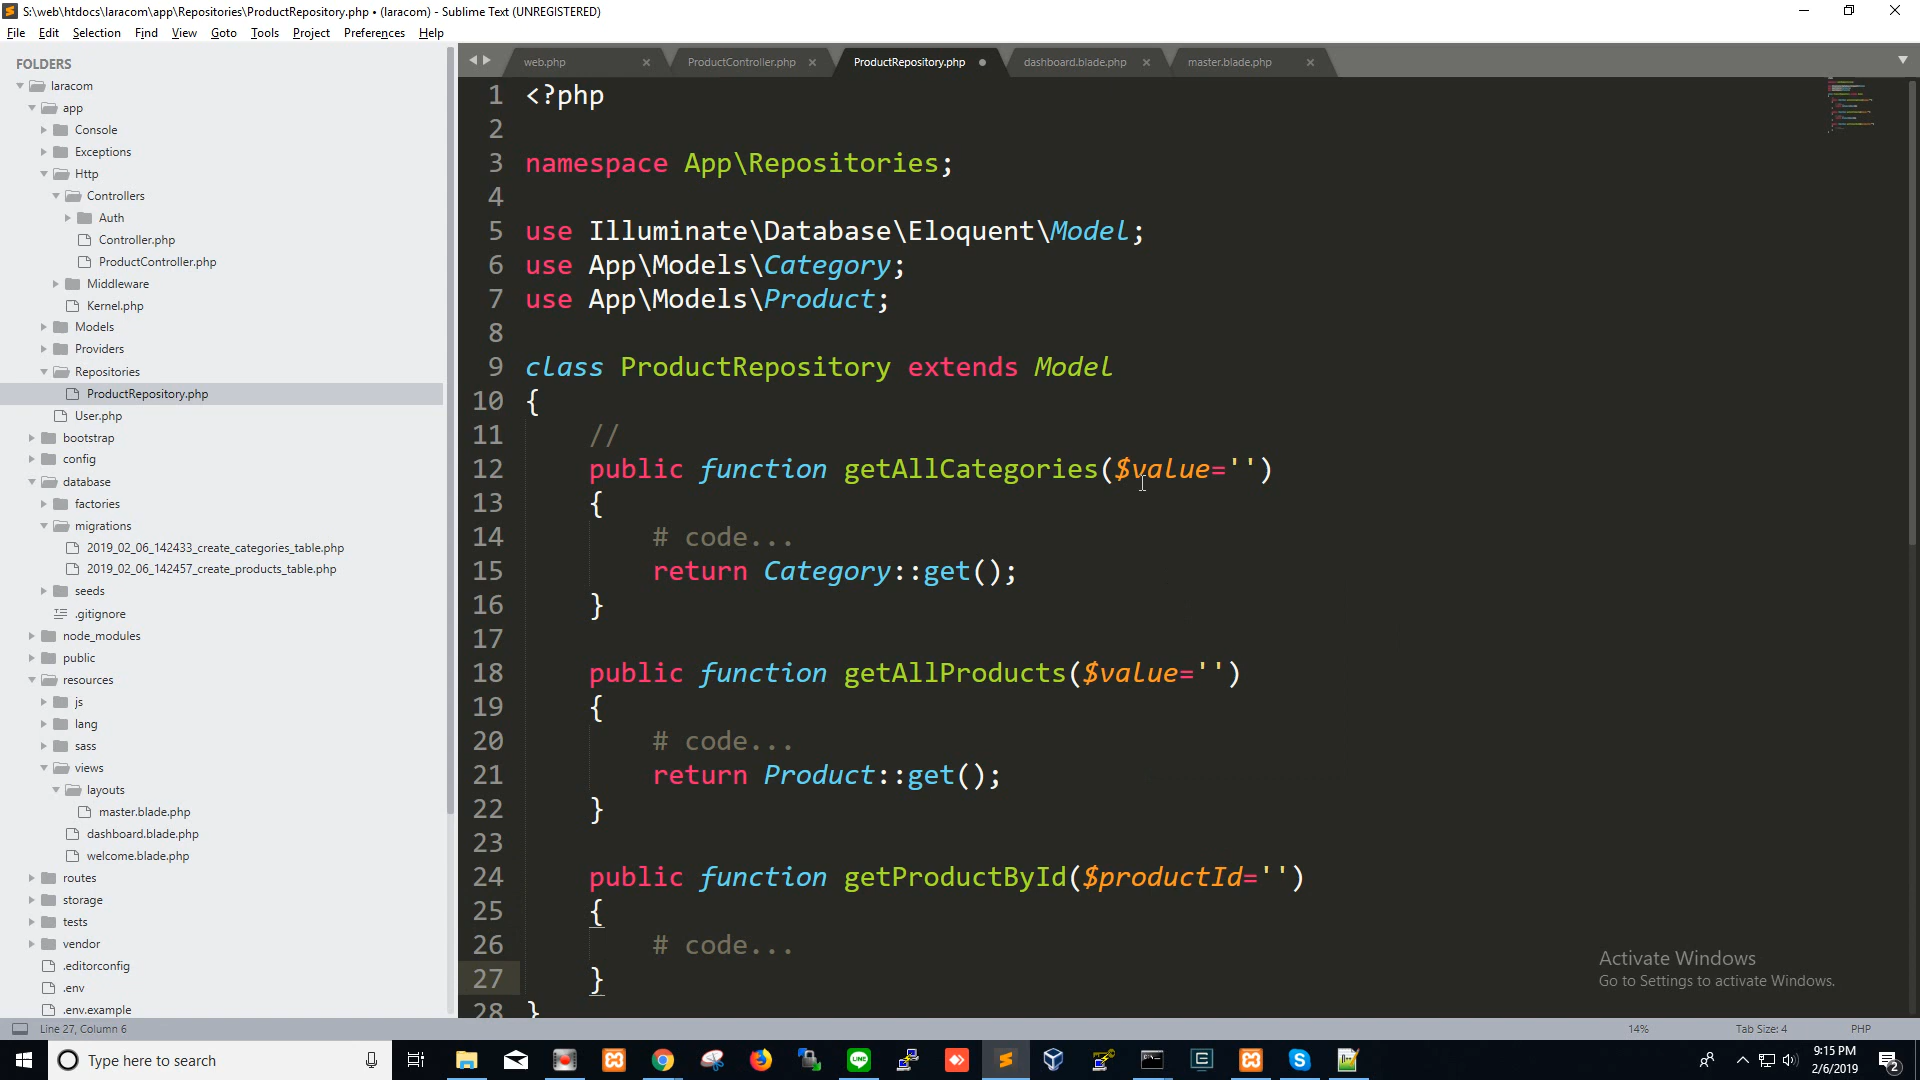 S:\web\htdocs\laracom\app\Repositories\ProductRepository.php • (laracom) - Sublime Text (UNREGISTERED)
File Edit Selection Find View Goto Tools Project Preferences Help
FOLDERS
laracom
app
Console
Exceptions
Http
Controllers
Auth
Controller.php
ProductController.php
Middleware
Kernel.php
Models
Providers
Repositories
ProductRepository.php
User.php
bootstrap
config
database
factories
migrations
2019_02_06_142433_create_categories_table.php
2019_02_06_142457_create_products_table.php
seeds
.gitignore
node_modules
public
resources
js
lang
sass
views
layouts
master.blade.php
dashboard.blade.php
welcome.blade.php
routes
storage
tests
vendor
.editorconfig
.env
.env.example
web.php ProductController.php ProductRepository.php dashboard.blade.php master.blade.php
1 <?php
2
3 namespace App\Repositories;
4
5 use Illuminate\Database\Eloquent\Model;
6 use App\Models\Category;
7 use App\Models\Product;
8
9 class ProductRepository extends Model
10 {
11 //
12 public function getAllCategories($value='')
13 {
14 # code...
15 return Category::get();
16 }
17
18 public function getAllProducts($value='')
19 {
20 # code...
21 return Product::get();
22 }
23
24 public function getProductById($productId='')
25 {
26 # code...
27 }
28 }
Activate Windows
Go to Settings to activate Windows.
Line 27, Column 6 14% Tab Size: 4 PHP
Type here to search
9:15 PM
2/6/2019
2